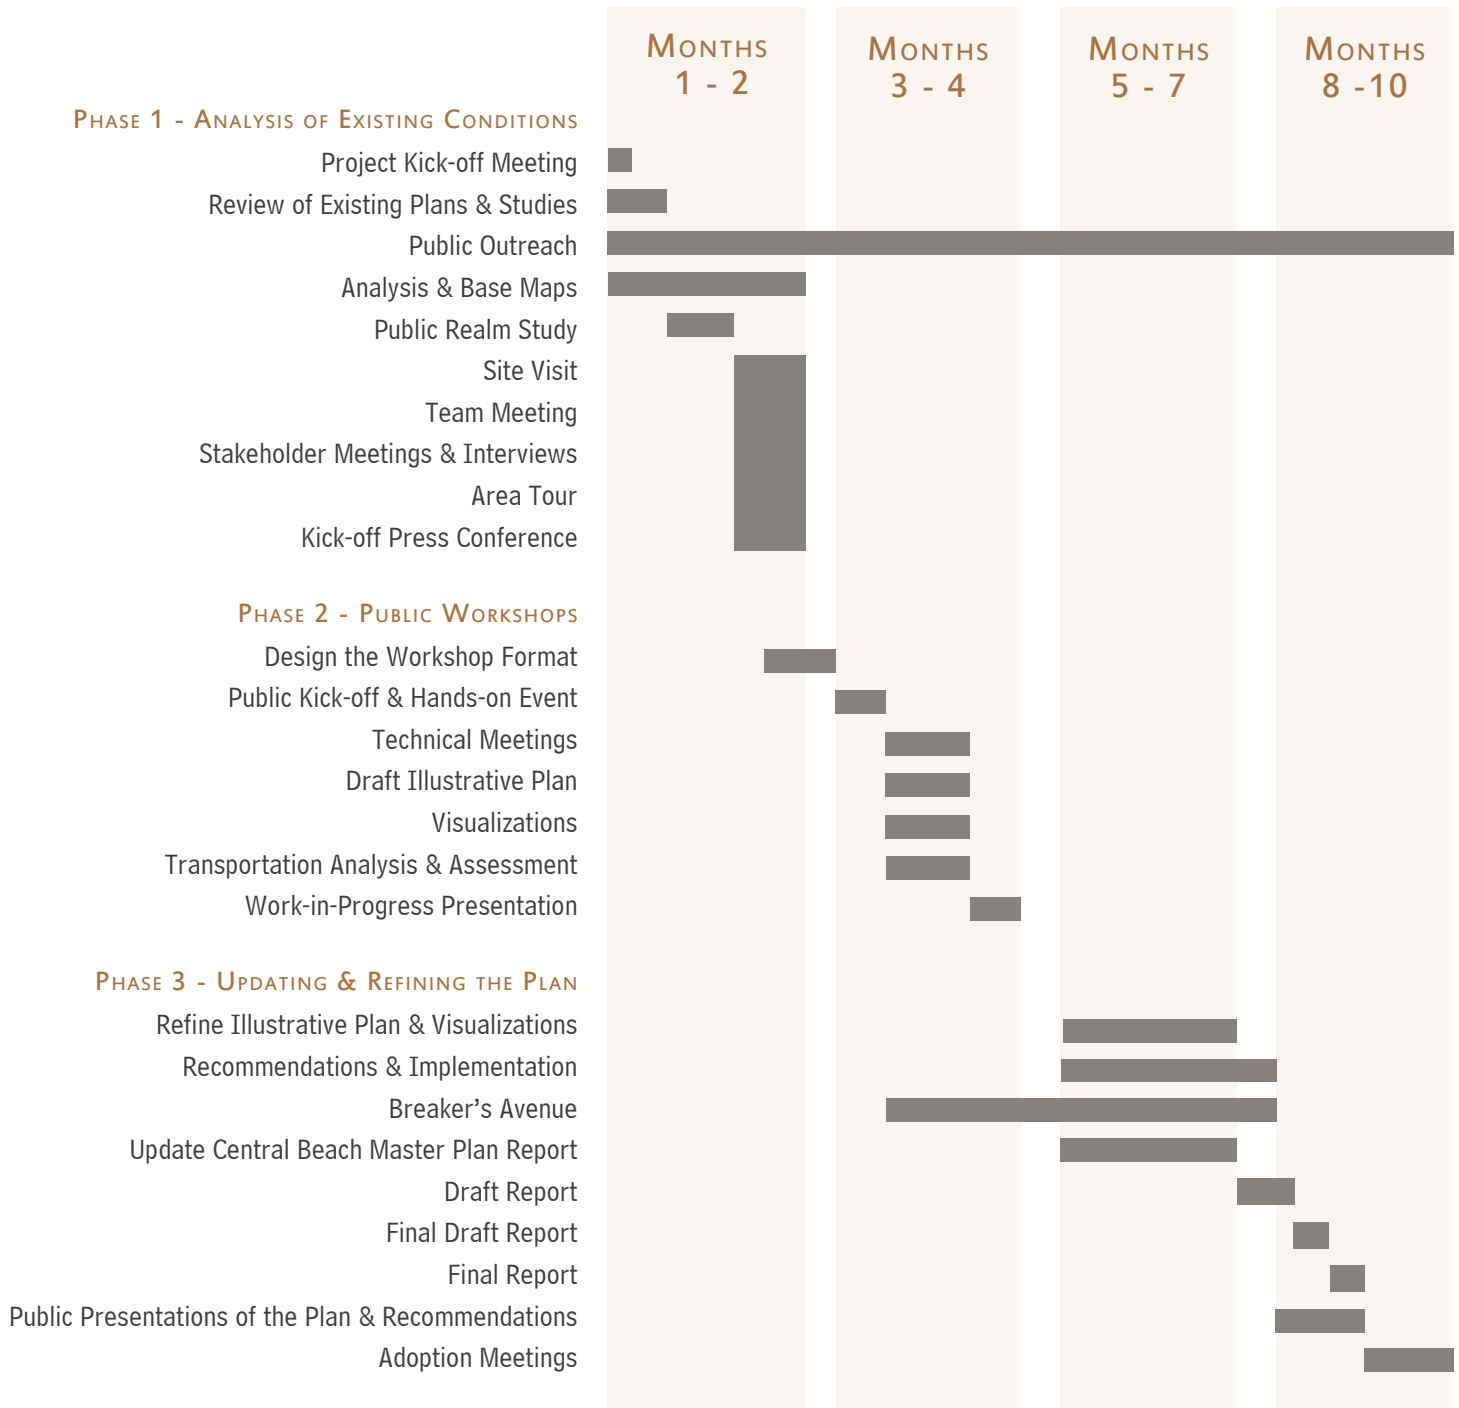 Months
1 - 2
Months
3 - 4
Months
5 - 7
Months
8 -10
Phase 1 - Analysis of Existing Conditions
Project Kick-off Meeting
Review of Existing Plans & Studies
Public Outreach
Analysis & Base Maps
Public Realm Study
Site Visit
Team Meeting
Stakeholder Meetings & Interviews
Area Tour
Kick-off Press Conference
Phase 2 - Public Workshops
Design the Workshop Format
Public Kick-off & Hands-on Event
Technical Meetings
Draft Illustrative Plan
Visualizations
Transportation Analysis & Assessment
Work-in-Progress Presentation
Phase 3 - Updating & Refining the Plan
Refine Illustrative Plan & Visualizations
Recommendations & Implementation
Breaker’s Avenue
Update Central Beach Master Plan Report
Draft Report
Final Draft Report
Final Report
Public Presentations of the Plan & Recommendations
Adoption Meetings